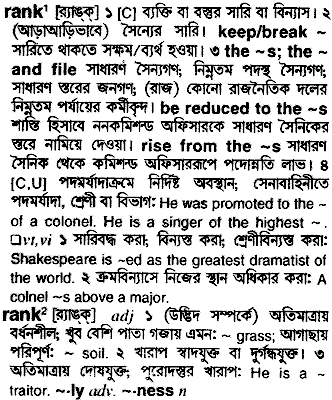 rank¹ [র‍্যাঙ্ক্] ১ [C] ব্যক্তি বা বস্তুর সারি বা বিন্যাস। ২
(আড়াআড়িভাবে) সৈন্যের সারি। keep/break ~
সারিতে থাকতে সক্ষম/ব্যর্থ হওয়া। ৩ the ~s; the ~
and file সাধারণ সৈন্যগণ; নিম্নতম পদস্থ সৈন্যগণ;
সাধারণ স্তরের জনগণ; (রাজ) কোনো রাজনৈতিক দলের
নিম্নতম পর্যায়ের কর্মীবৃন্দ। be reduced to the ~s
শাস্তি হিসাবে ননকমিশন্ড অফিসারকে সাধারণ সৈনিকের
স্তরে নামিয়ে দেওয়া। rise from the ~s সাধারণ
সৈনিক থেকে কমিশন্ড অফিসাররূপে পদোন্নতি লাভ। ৪
[C,U] পদমর্যাদাক্রমে নির্দিষ্ট অবস্থান; সেনাবাহিনীতে
পদমর্যাদা, শ্রেণী বা বিভাগ: He was promoted to the ~
of a colonel. He is a singer of the highest ~.
□vt,vi ১ সারিবদ্ধ করা; বিন্যস্ত করা; শ্রেণীবিন্যস্ত করা:
Shakespeare is ~ed as the greatest dramatist of
the world. ২ ক্রমবিন্যাসে নিজের স্থান অধিকার করা: A
colnel ~s above a major.
rank² [র‍্যাঙ্ক্] adj ১ (উদ্ভিদ সম্পর্কে) অতিমাত্রায়
বর্ধনশীল; খুব বেশি পাতা গজায় এমন: ~ grass; আগাছায়
পরিপূর্ণ: ~ soil. ২ খারাপ স্বাদযুক্ত বা দুর্গন্ধযুক্ত। ৩
অতিমাত্রায় দোষযুক্ত; পুরোদস্তুর খারাপ: He is a ~
traitor. ~·ly adv. ~·ness n